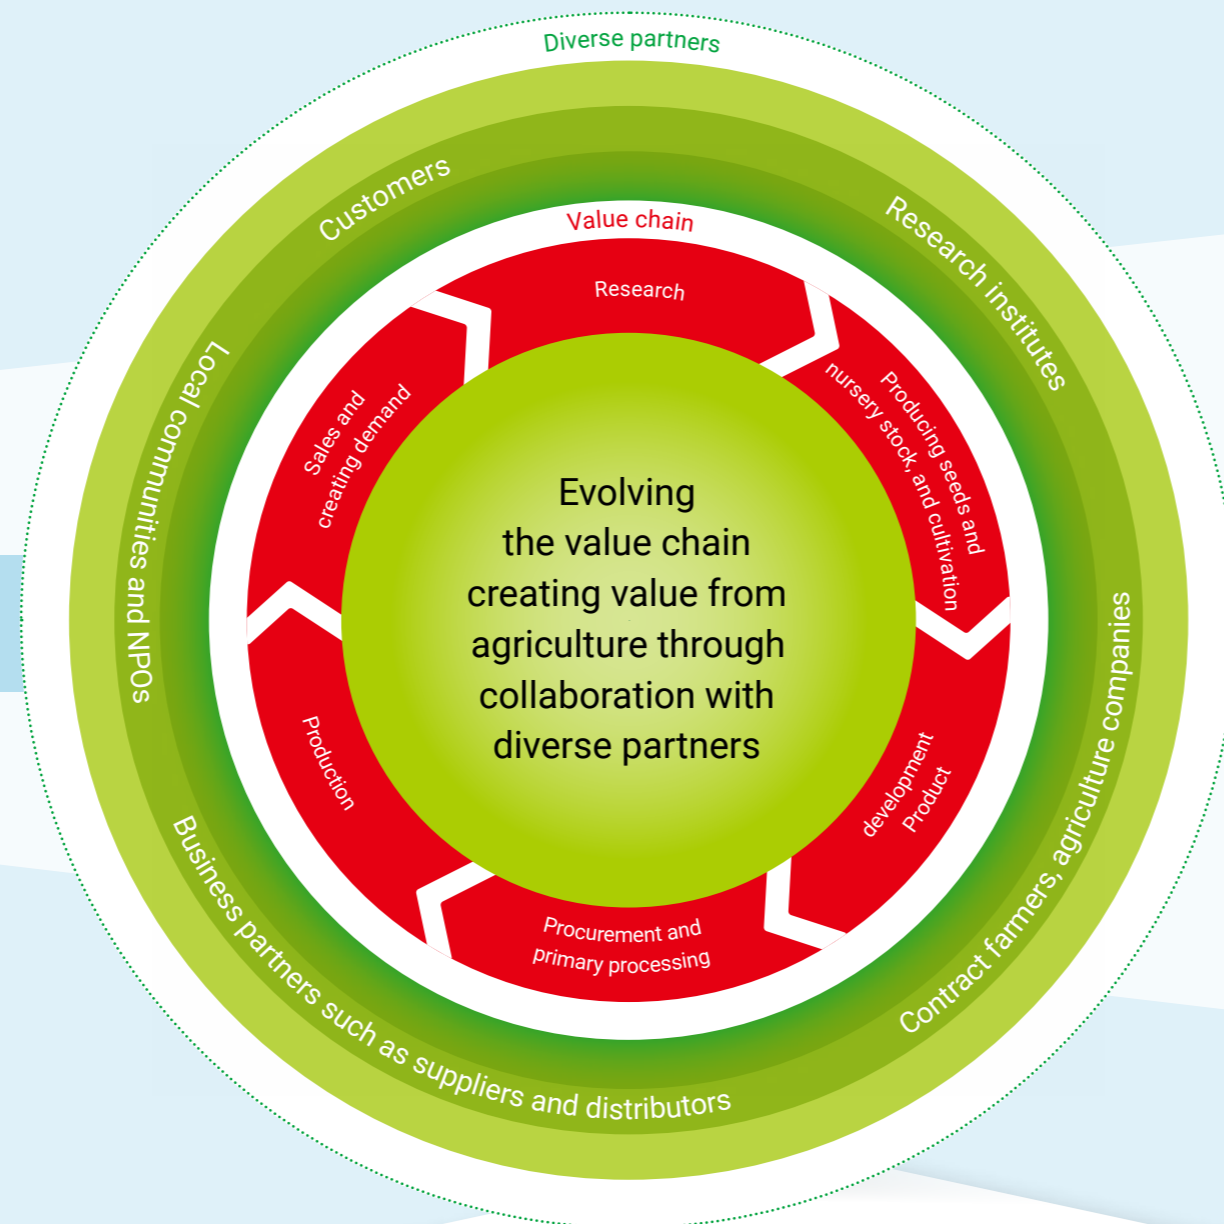 Diverse partners
Customers
Research institutes
Local communities and NPOs
Contract farmers, agriculture companies
Business partners such as suppliers and distributors
Value chain
Research
Producing seeds and
nursery stock, and cultivation
development
Product
Procurement and
primary processing
Production
Sales and
creating demand
Evolving
the value chain
creating value from
agriculture through
collaboration with
diverse partners